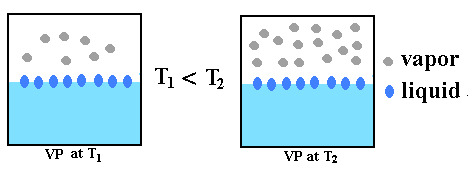 T1 < T2
vapor
liquid
VP at T1
VP at T2